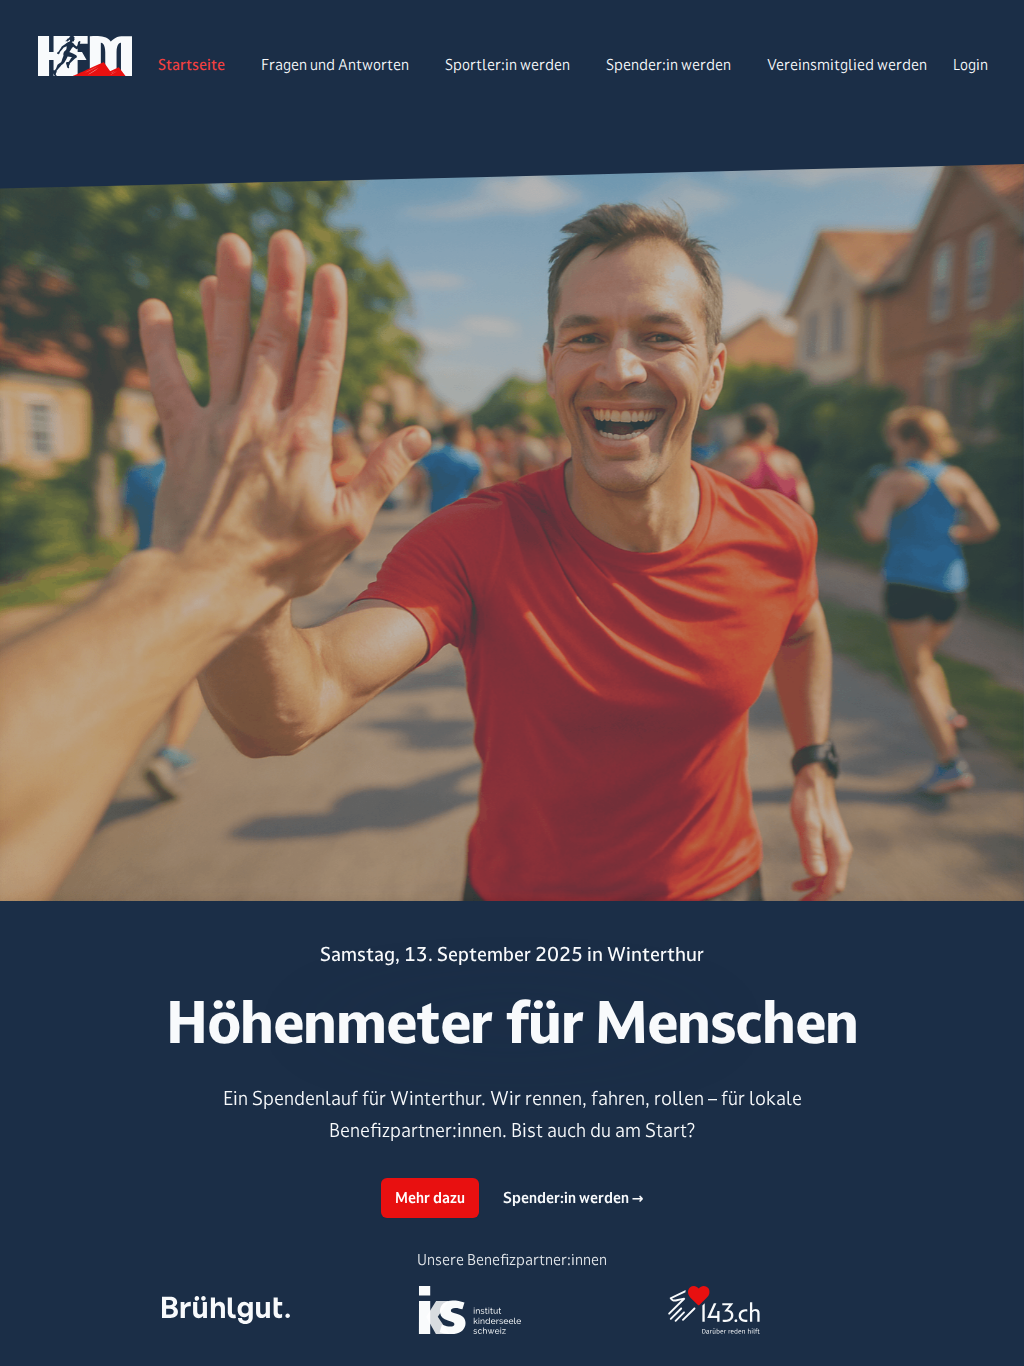 HFM
Startseite
Fragen und Antworten
Sportler:in werden
Spender:in werden
Vereinsmitglied werden
Login
Samstag, 13. September 2025 in Winterthur
Höhenmeter für Menschen
Ein Spendenlauf für Winterthur. Wir rennen, fahren, rollen – für lokale
Benefizpartner:innen. Bist auch du am Start?
Mehr dazu
Spender:in werden →
Unsere Benefizpartner:innen
Brühlgut.
iks
institut
kinderseele
schweiz
143.ch
Darüber reden hilft